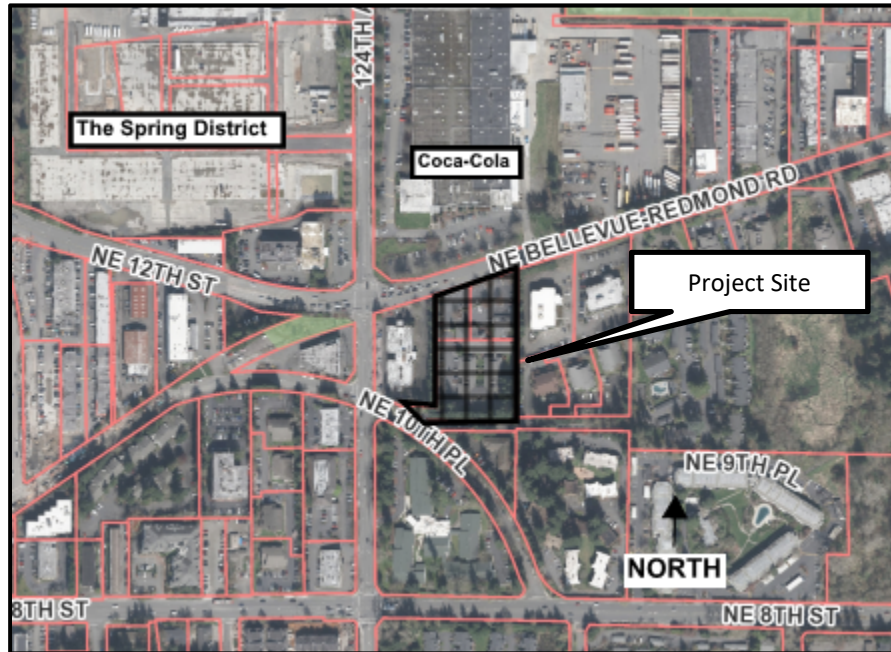 124TH A
The Spring District
Coca-Cola
NE BELLEVUE-REDMOND RD
NE 12TH ST
Project Site
NE 10TH PL
NE 9TH PL
NORTH
8TH ST
NE 8TH ST